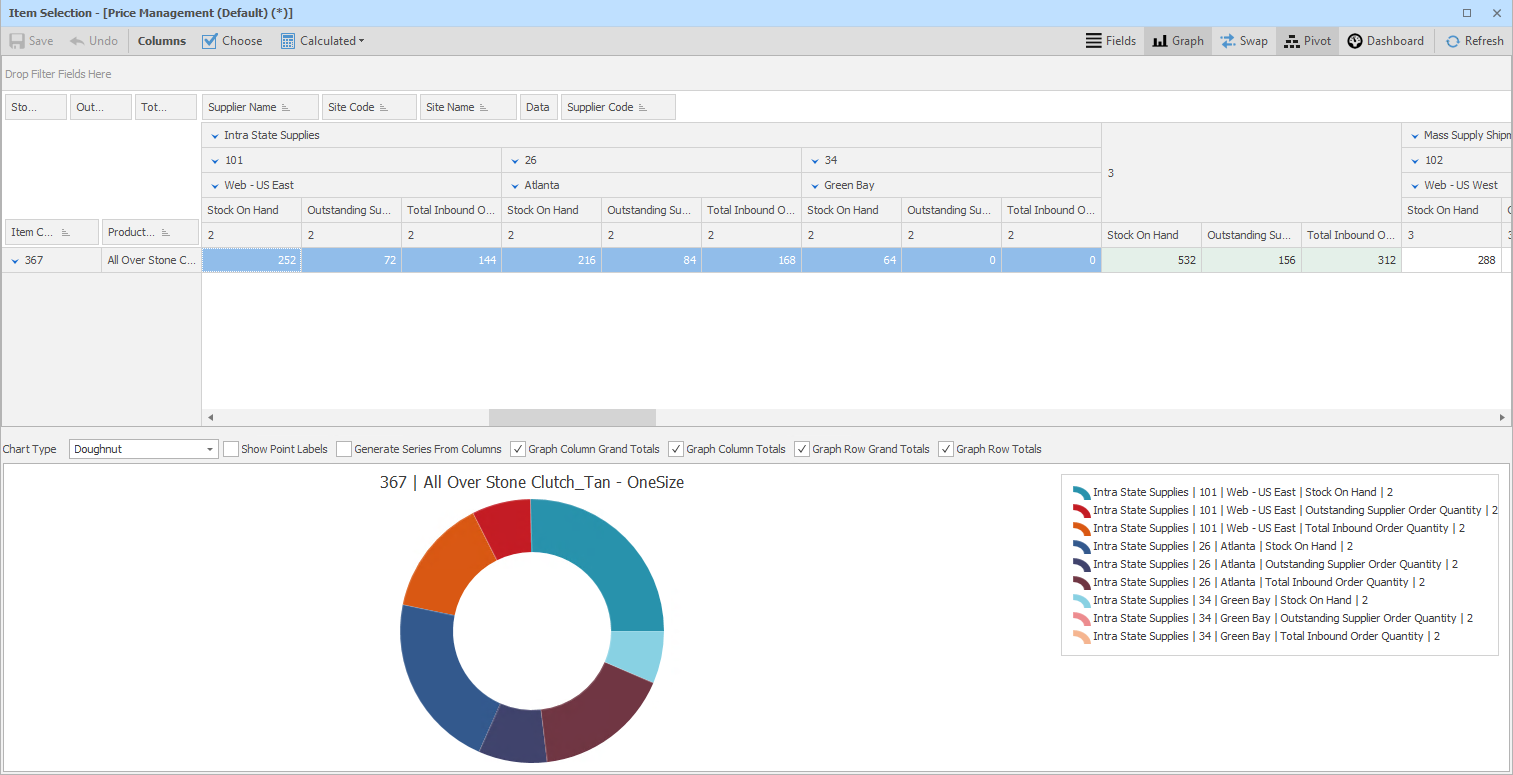 Item Selection - [Price Management (Default) (*)]
Save Undo Columns Choose Calculated Fields Graph Swap Pivot Dashboard Refresh
Drop Filter Fields Here
Sto... Out... Tot... Supplier Name Site Code Site Name Data Supplier Code
Intra State Supplies Mass Supply Shipm
101 26 34 3 102
Web - US East Atlanta Green Bay Web - US West
Stock On Hand Outstanding Su... Total Inbound O... Stock On Hand Outstanding Su... Total Inbound O... Stock On Hand Outstanding Su... Total Inbound O... Stock On Hand
Item C... Product... 2 2 2 2 2 2 2 2 2 Stock On Hand Outstanding Su... Total Inbound O... 3
367 All Over Stone C... 252 72 144 216 84 168 64 0 0 532 156 312 288
Chart Type Doughnut Show Point Labels Generate Series From Columns Graph Column Grand Totals Graph Column Totals Graph Row Grand Totals Graph Row Totals
367 | All Over Stone Clutch_Tan - OneSize
Intra State Supplies | 101 | Web - US East | Stock On Hand | 2
Intra State Supplies | 101 | Web - US East | Outstanding Supplier Order Quantity | 2
Intra State Supplies | 101 | Web - US East | Total Inbound Order Quantity | 2
Intra State Supplies | 26 | Atlanta | Stock On Hand | 2
Intra State Supplies | 26 | Atlanta | Outstanding Supplier Order Quantity | 2
Intra State Supplies | 26 | Atlanta | Total Inbound Order Quantity | 2
Intra State Supplies | 34 | Green Bay | Stock On Hand | 2
Intra State Supplies | 34 | Green Bay | Outstanding Supplier Order Quantity | 2
Intra State Supplies | 34 | Green Bay | Total Inbound Order Quantity | 2